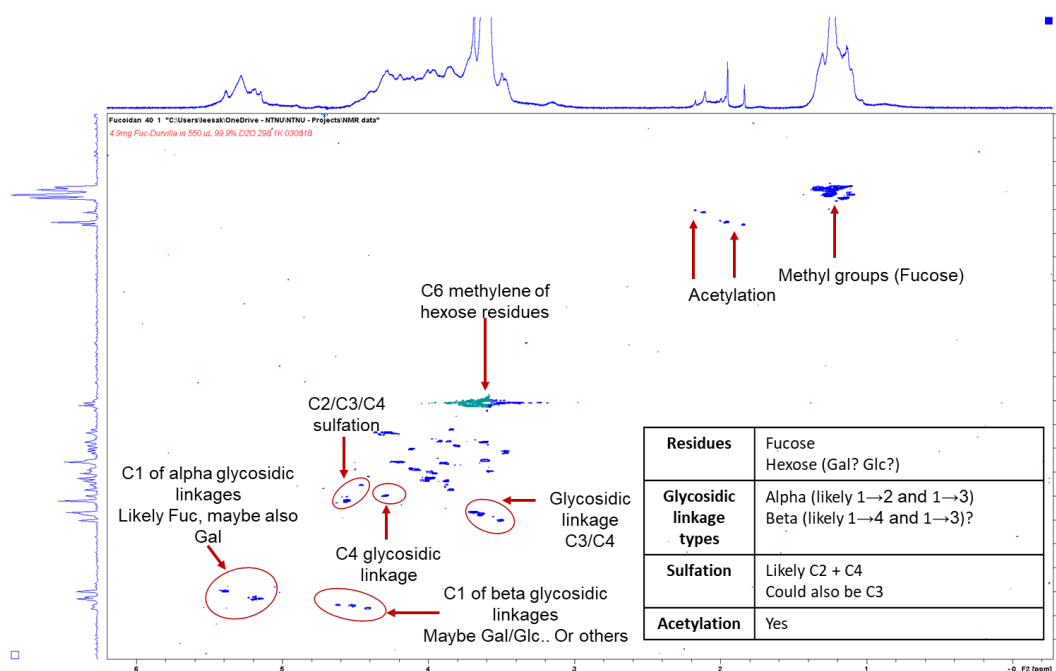 Fucoidan 40 1 "C:\Users\leesak\OneDrive - NTNU\NTNU - Projects\NMR data"
4.9mg Fuc-Durvilla in 550 uL 99.9% D2O 298.1K 030818
Methyl groups (Fucose)
Acetylation
C6 methylene of
hexose residues
C2/C3/C4
sulfation
C1 of alpha glycosidic
linkages
Likely Fuc, maybe also
Gal
Glycosidic
linkage
C3/C4
C4 glycosidic
linkage
C1 of beta glycosidic
linkages
Maybe Gal/Glc.. Or others
Residues
Fucose
Hexose (Gal? Glc?)
Glycosidic
linkage
types
Alpha (likely 1→2 and 1→3)
Beta (likely 1→4 and 1→3)?
Sulfation
Likely C2 + C4
Could also be C3
Acetylation
Yes
6 5 4 3 2 1 -0 F2 [ppm]